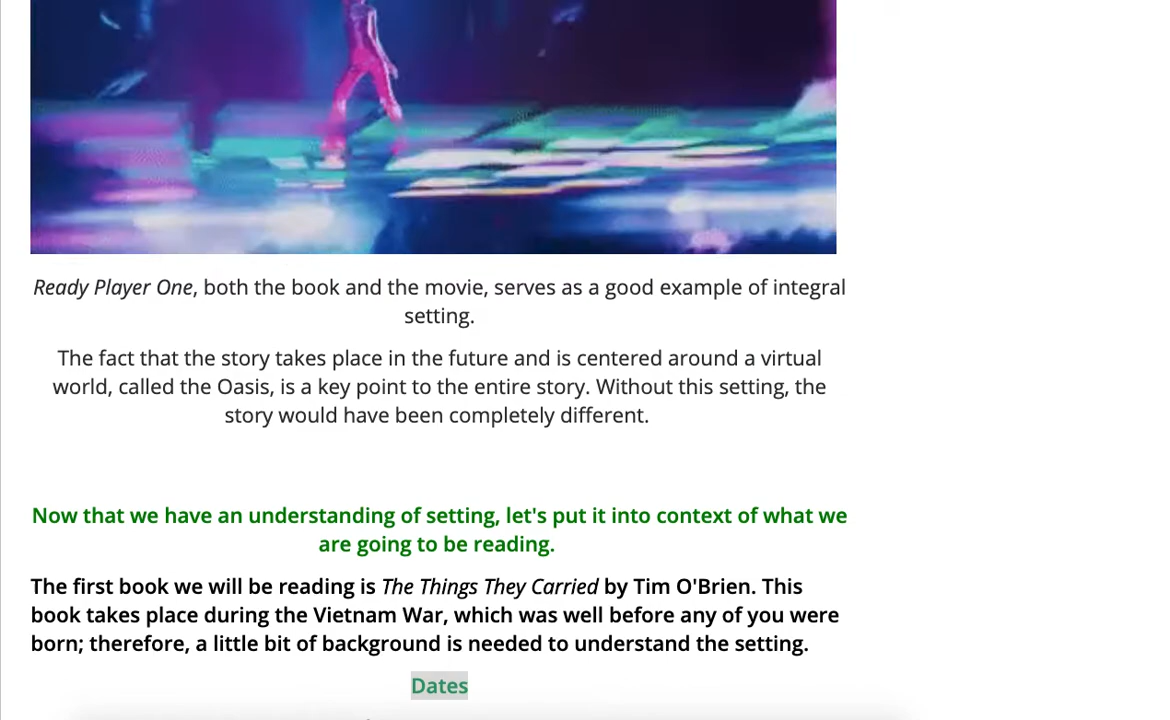 Ready Player One, both the book and the movie, serves as a good example of integral
setting.
The fact that the story takes place in the future and is centered around a virtual
world, called the Oasis, is a key point to the entire story. Without this setting, the
story would have been completely different.
Now that we have an understanding of setting, let's put it into context of what we
are going to be reading.
The first book we will be reading is The Things They Carried by Tim O'Brien. This
book takes place during the Vietnam War, which was well before any of you were
born; therefore, a little bit of background is needed to understand the setting.
Dates